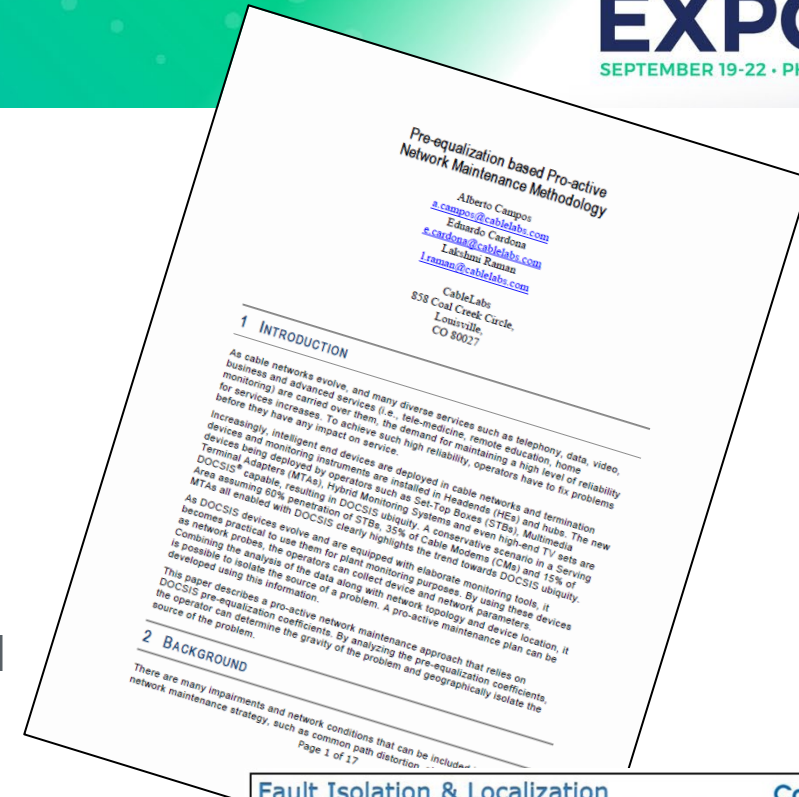 EXPO
SEPTEMBER 19-22 • PH
Pre-equalization based Pro-active
Network Maintenance Methodology
Alberto Campos
a.campos@cablelabs.com
Eduardo Cardona
e.cardona@cablelabs.com
Lakshmi Raman
l.raman@cablelabs.com
CableLabs
858 Coal Creek Circle,
Louisville,
CO 80027
1 INTRODUCTION
As cable networks evolve, and many diverse services such as telephony, data, video,
business and advanced services (i.e., tele-medicine, remote education, home
monitoring) are carried over them, the demand for maintaining a high level of reliability
for services increases. To achieve such high reliability, operators have to fix problems
before they have any impact on service.
Increasingly, intelligent end devices are deployed in cable networks and termination
devices and monitoring instruments are installed in Headends (HEs) and hubs. The new
devices being deployed by operators such as Set-Top Boxes (STBs), Multimedia
Terminal Adapters (MTAs), Hybrid Monitoring Systems and even high-end TV sets are
DOCSIS® capable, resulting in DOCSIS ubiquity. A conservative scenario in a Serving
Area assuming 60% penetration of STBs, 35% of Cable Modems (CMs) and 15% of
MTAs all enabled with DOCSIS clearly highlights the trend towards DOCSIS ubiquity.
As DOCSIS devices evolve and are equipped with elaborate monitoring tools, it
becomes practical to use them for plant monitoring purposes. By using these devices
as network probes, the operators can collect device and network parameters.
Combining the analysis of the data along with network topology and device location, it
is possible to isolate the source of a problem. A pro-active maintenance plan can be
developed using this information.
This paper describes a pro-active network maintenance approach that relies on
DOCSIS pre-equalization coefficients. By analyzing the pre-equalization coefficients,
the operator can determine the gravity of the problem and geographically isolate the
source of the problem.
2 BACKGROUND
There are many impairments and network conditions that can be included
network maintenance strategy, such as common path distortion,
Page 1 of 17
Fault Isolation & Localization
Co